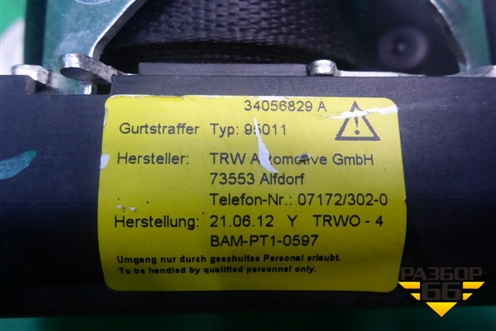 34056829 A
Gurtstraffer Typ: 95011
Hersteller: TRW Automotive GmbH
73553 Alfdorf
Telefon-Nr.: 07172/302-0
Herstellung: 21.06.12 Y TRWO - 4
BAM-PT1-0597
Umgang nur durch geschultes Personal erlaubt.
To be handled by qualified personnel only.
РАЗБОР
66